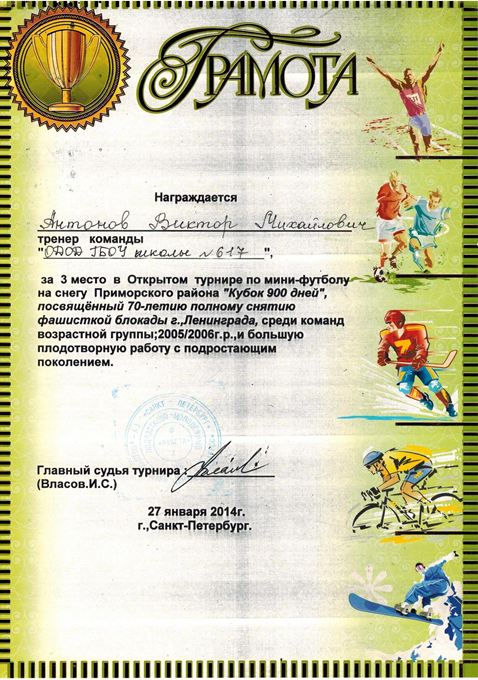 Грамота
Награждается
Антонов Виктор Михайлович
тренер команды
"ОДОД ГБОУ школы №617",
за 3 место в Открытом турнире по мини-футболу
на снегу Приморского района "Кубок 900 дней",
посвящённый 70-летию полному снятию
фашисткой блокады г.,Ленинграда, среди команд
возрастной группы;2005/2006г.р.,и большую
плодотворную работу с подростающим
поколением.
САНКТ - ПЕТЕРБУРГ
Главный судья турнира:
(Власов.И.С.)
27 января 2014г.
г.,Санкт-Петербург.